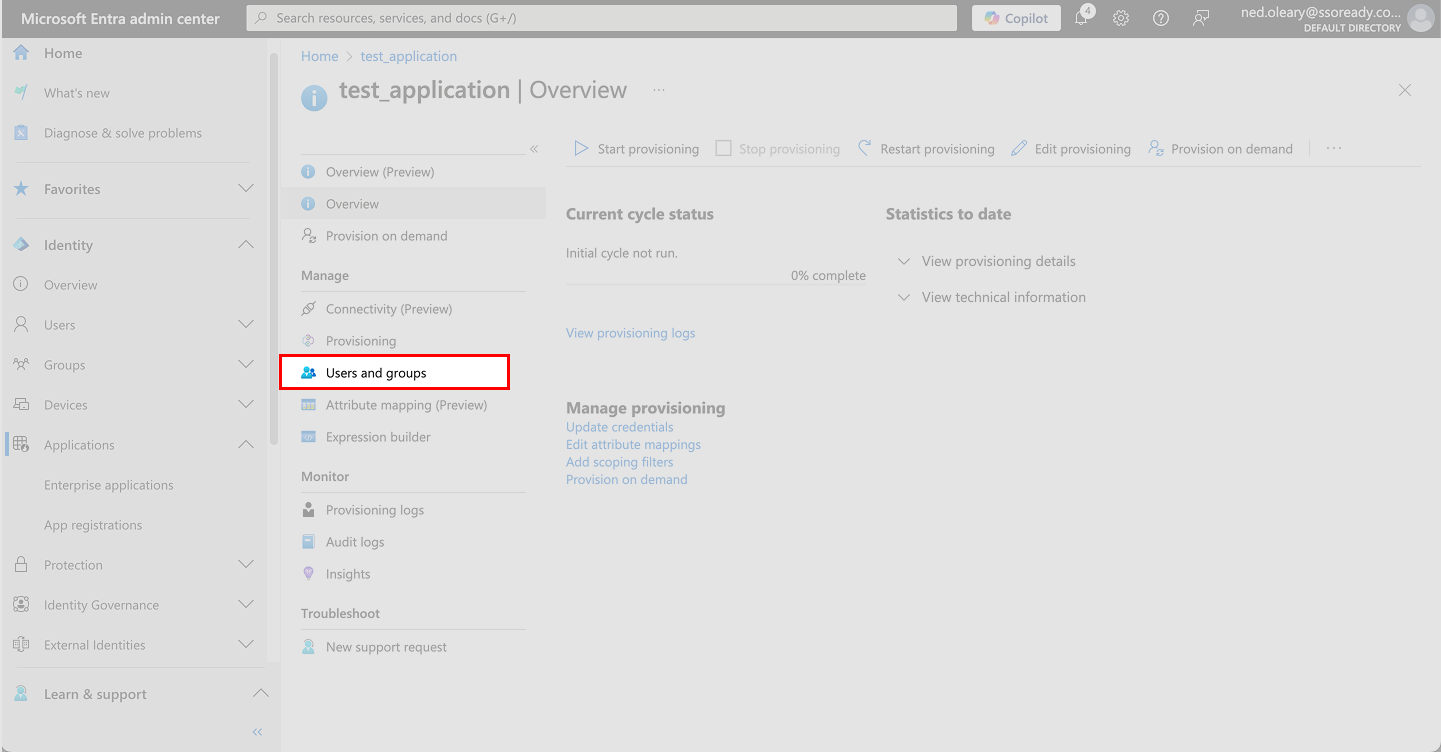 Microsoft Entra admin center
Search resources, services, and docs (G+/)
Copilot
4
ned.oleary@ssoready.co...
DEFAULT DIRECTORY
Home
What's new
Diagnose & solve problems
Favorites
Identity
Overview
Users
Groups
Devices
Applications
Enterprise applications
App registrations
Protection
Identity Governance
External Identities
Learn & support
Home > test_application
test_application | Overview
Overview (Preview)
Overview
Provision on demand
Manage
Connectivity (Preview)
Provisioning
Users and groups
Attribute mapping (Preview)
Expression builder
Monitor
Provisioning logs
Audit logs
Insights
Troubleshoot
New support request
Start provisioning
Stop provisioning
Restart provisioning
Edit provisioning
Provision on demand
Current cycle status
Initial cycle not run.
0% complete
View provisioning logs
Statistics to date
View provisioning details
View technical information
Manage provisioning
Update credentials
Edit attribute mappings
Add scoping filters
Provision on demand